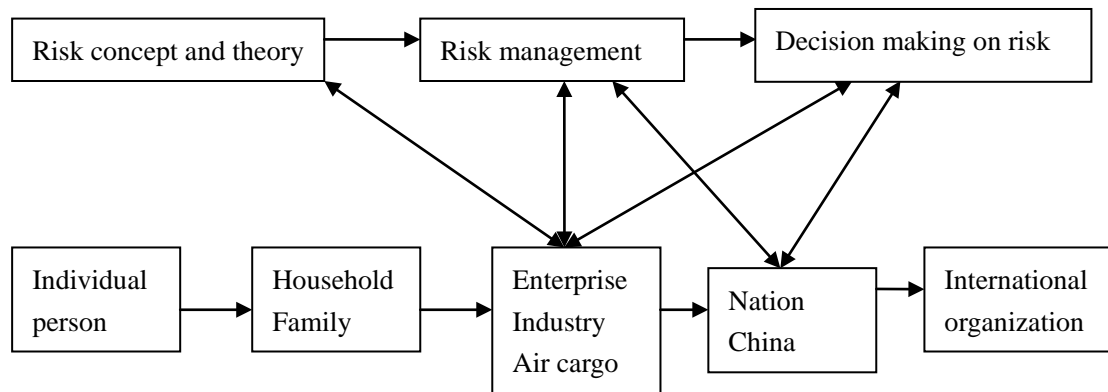 Risk concept and theory
Risk management
Decision making on risk
Individual
person
Household
Family
Enterprise
Industry
Air cargo
Nation
China
International
organization